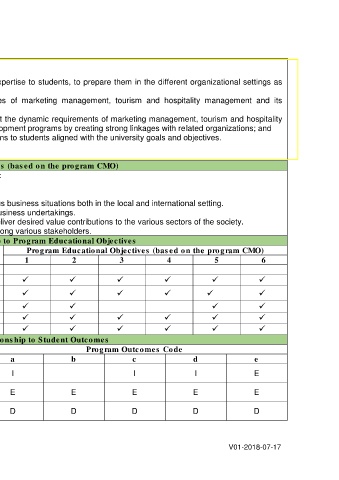 xpertise to students, to prepare them in the different organizational settings as
es of marketing management, tourism and hospitality management and its
t the dynamic requirements of marketing management, tourism and hospitality
opment programs by creating strong linkages with related organizations; and
ns to students aligned with the university goals and objectives.
s (based on the program CMO)
:
s business situations both in the local and international setting.
usiness undertakings.
liver desired value contributions to the various sectors of the society.
ong various stakeholders.
to Program Educational Objectives
Program Educational Objectives (based on the program CMO)
1 2 3 4 5 6
✓ ✓ ✓ ✓ ✓ ✓
✓ ✓ ✓ ✓ ✓ ✓
✓ ✓ ✓ ✓
✓ ✓ ✓ ✓ ✓ ✓
✓ ✓ ✓ ✓ ✓ ✓
onship to Student Outcomes
Program Outcomes Code
a b c d e
I I I E
E E E E E
D D D D D
V01-2018-07-17